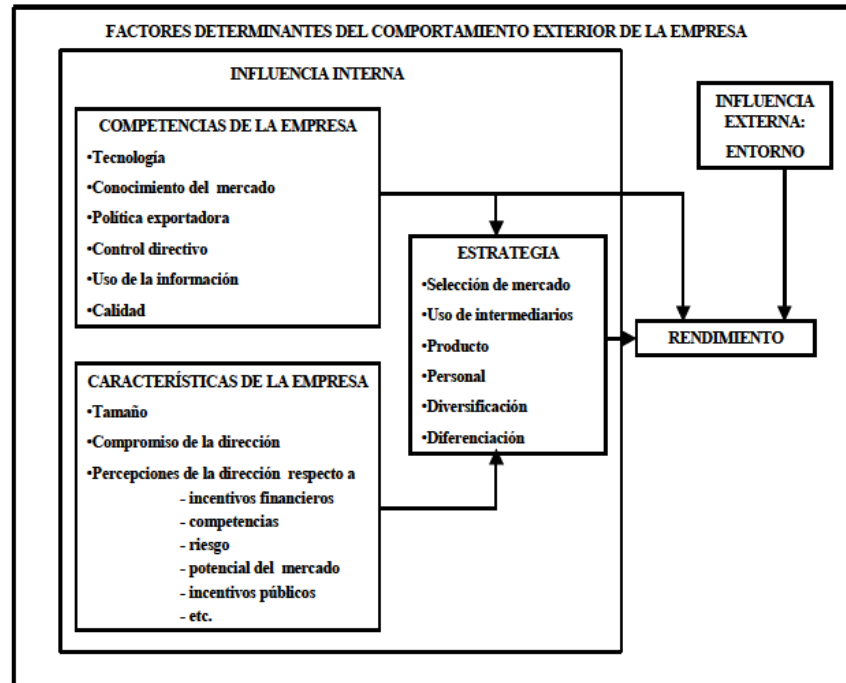 FACTORES DETERMINANTES DEL COMPORTAMIENTO EXTERIOR DE LA EMPRESA
INFLUENCIA INTERNA
COMPETENCIAS DE LA EMPRESA
•Tecnología
•Conocimiento del mercado
•Política exportadora
•Control directivo
•Uso de la información
•Calidad
CARACTERÍSTICAS DE LA EMPRESA
•Tamaño
•Compromiso de la dirección
•Percepciones de la dirección respecto a
- incentivos financieros
- competencias
- riesgo
- potencial del mercado
- incentivos públicos
- etc.
ESTRATEGIA
•Selección de mercado
•Uso de intermediarios
•Producto
•Personal
•Diversificación
•Diferenciación
INFLUENCIA
EXTERNA:
ENTORNO
RENDIMIENTO